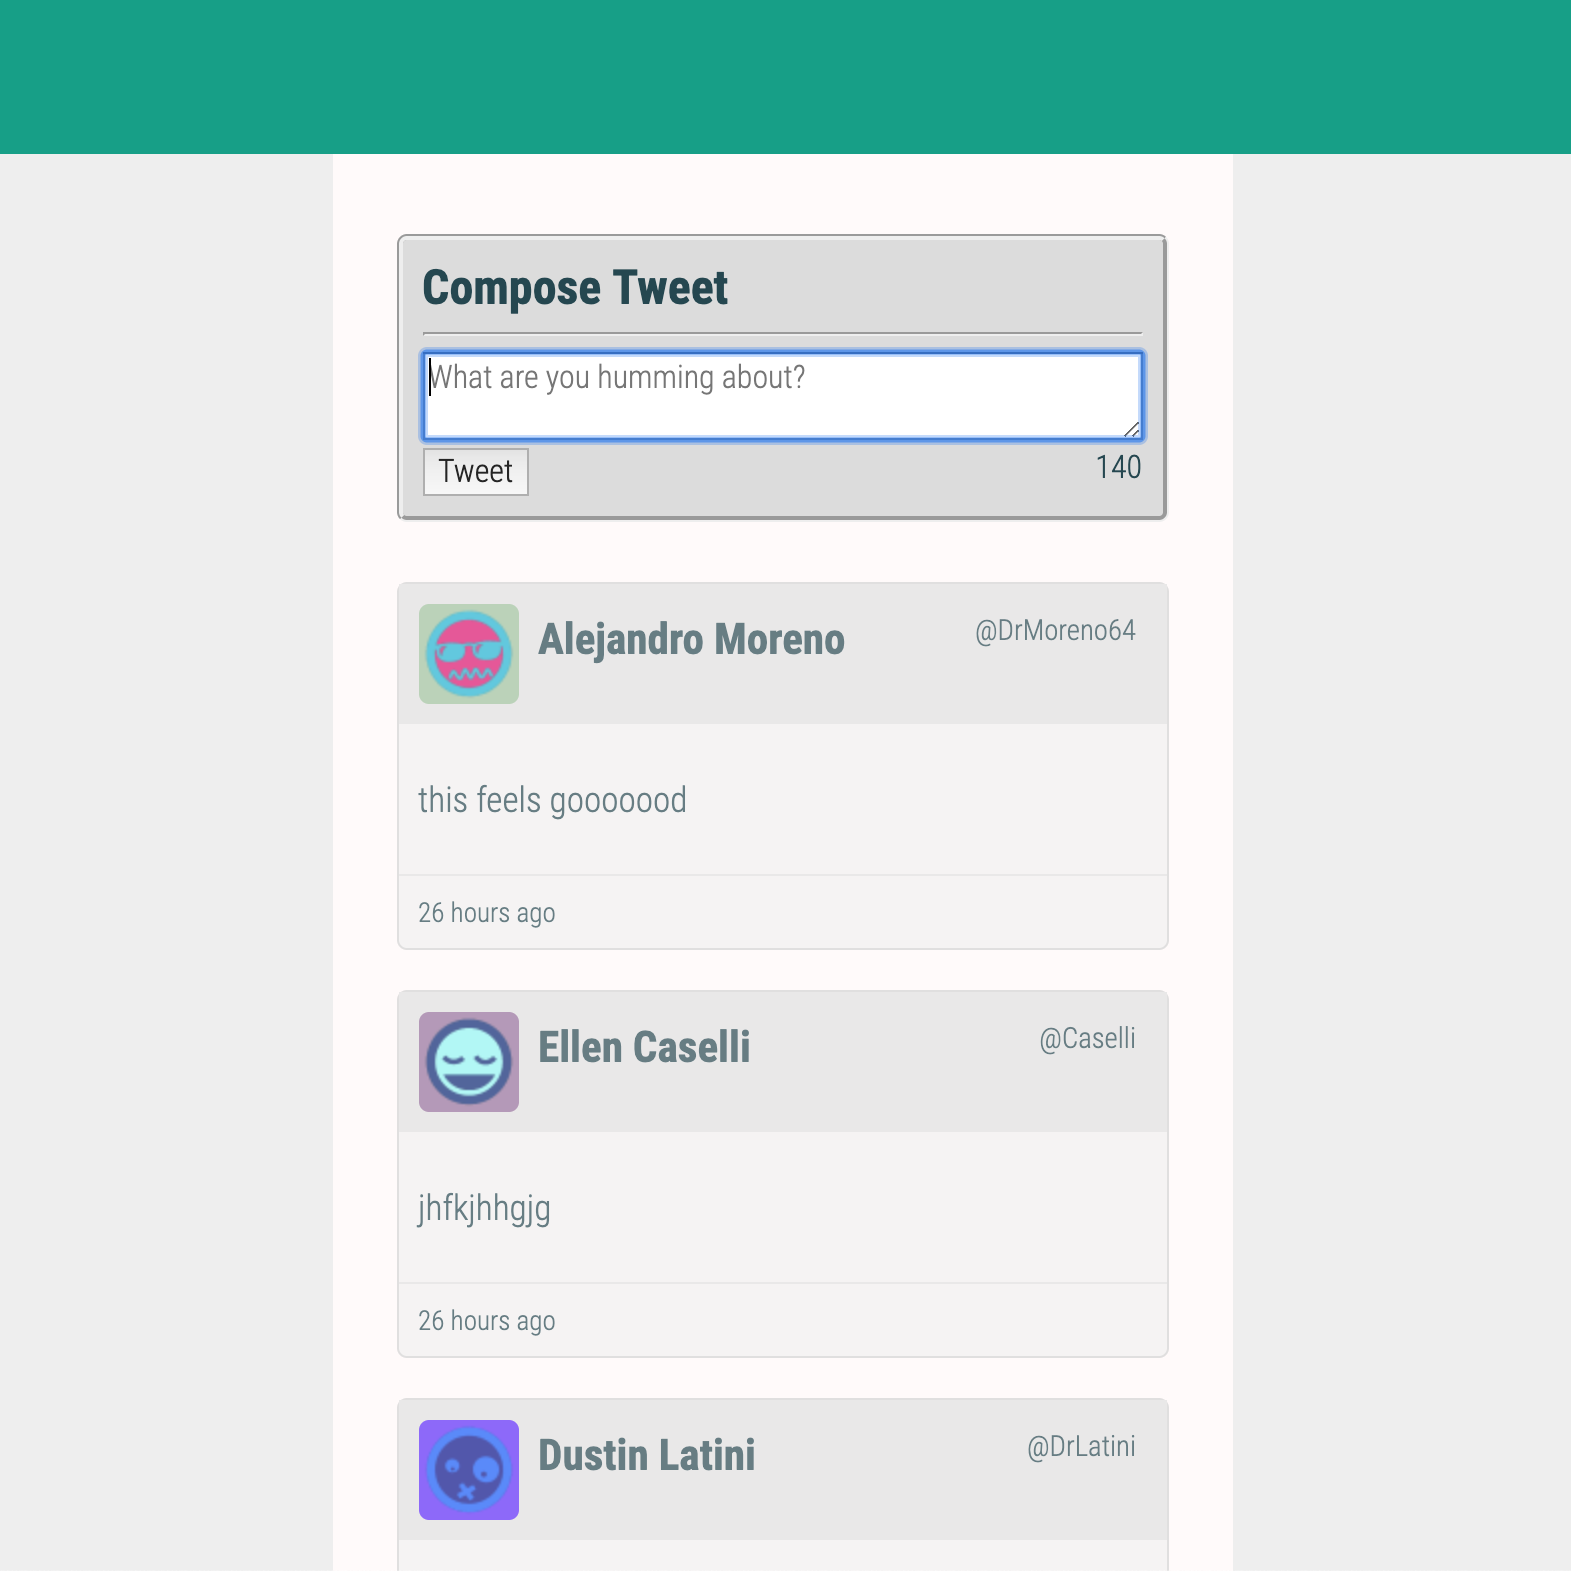 Compose Tweet
What are you humming about?
Tweet 140
Alejandro Moreno @DrMoreno64
this feels gooooood
26 hours ago
Ellen Caselli @Caselli
jhfkjhhgjg
26 hours ago
Dustin Latini @DrLatini